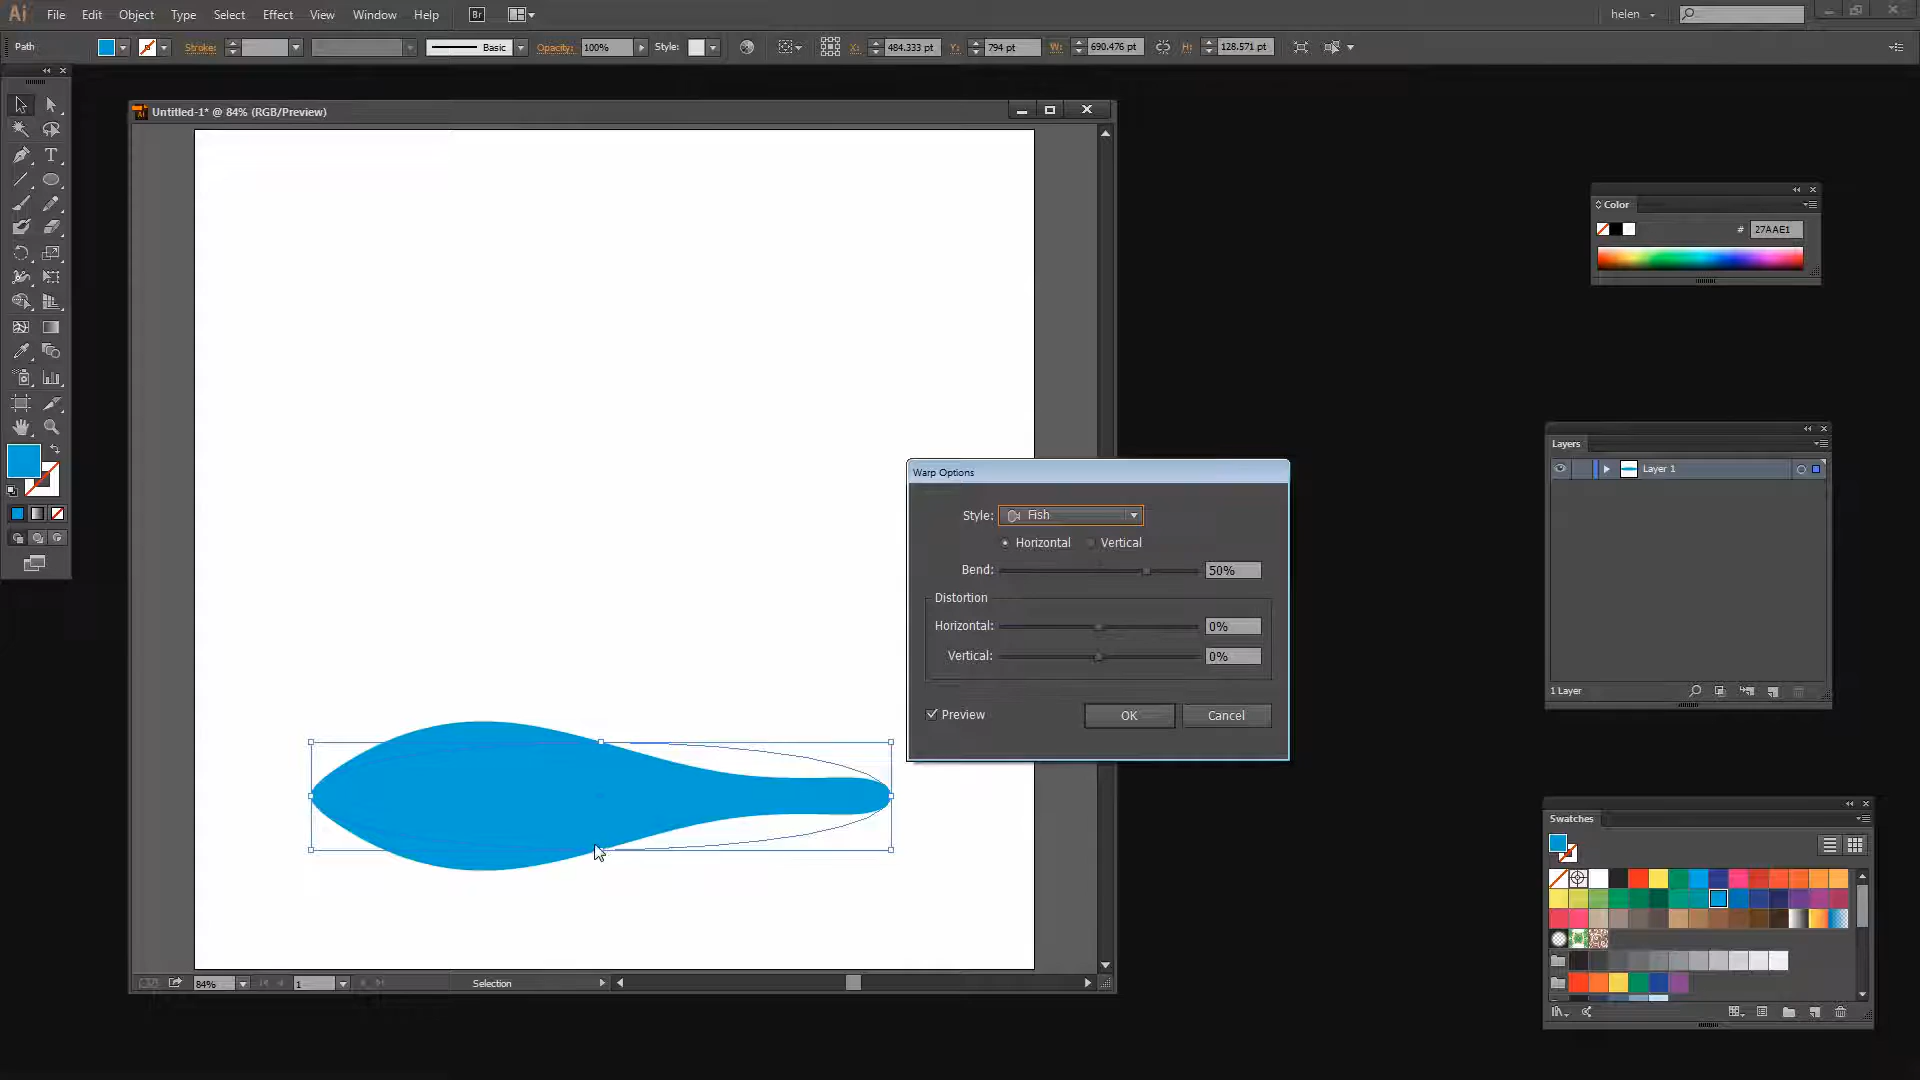 Ai File Edit Object Type Select Effect View Window Help Br helen
Path Stroke: Basic Opacity: 100% Style: X: 484.333 pt Y: 794 pt W: 690.476 pt H: 128.571 pt
Untitled-1* @ 84% (RGB/Preview)
Color
# 27AAE1
Layers
Layer 1
1 Layer
Warp Options
Style: Fish
Horizontal Vertical
Bend: 50%
Distortion
Horizontal: 0%
Vertical: 0%
Preview OK Cancel
Swatches
84% 1 Selection